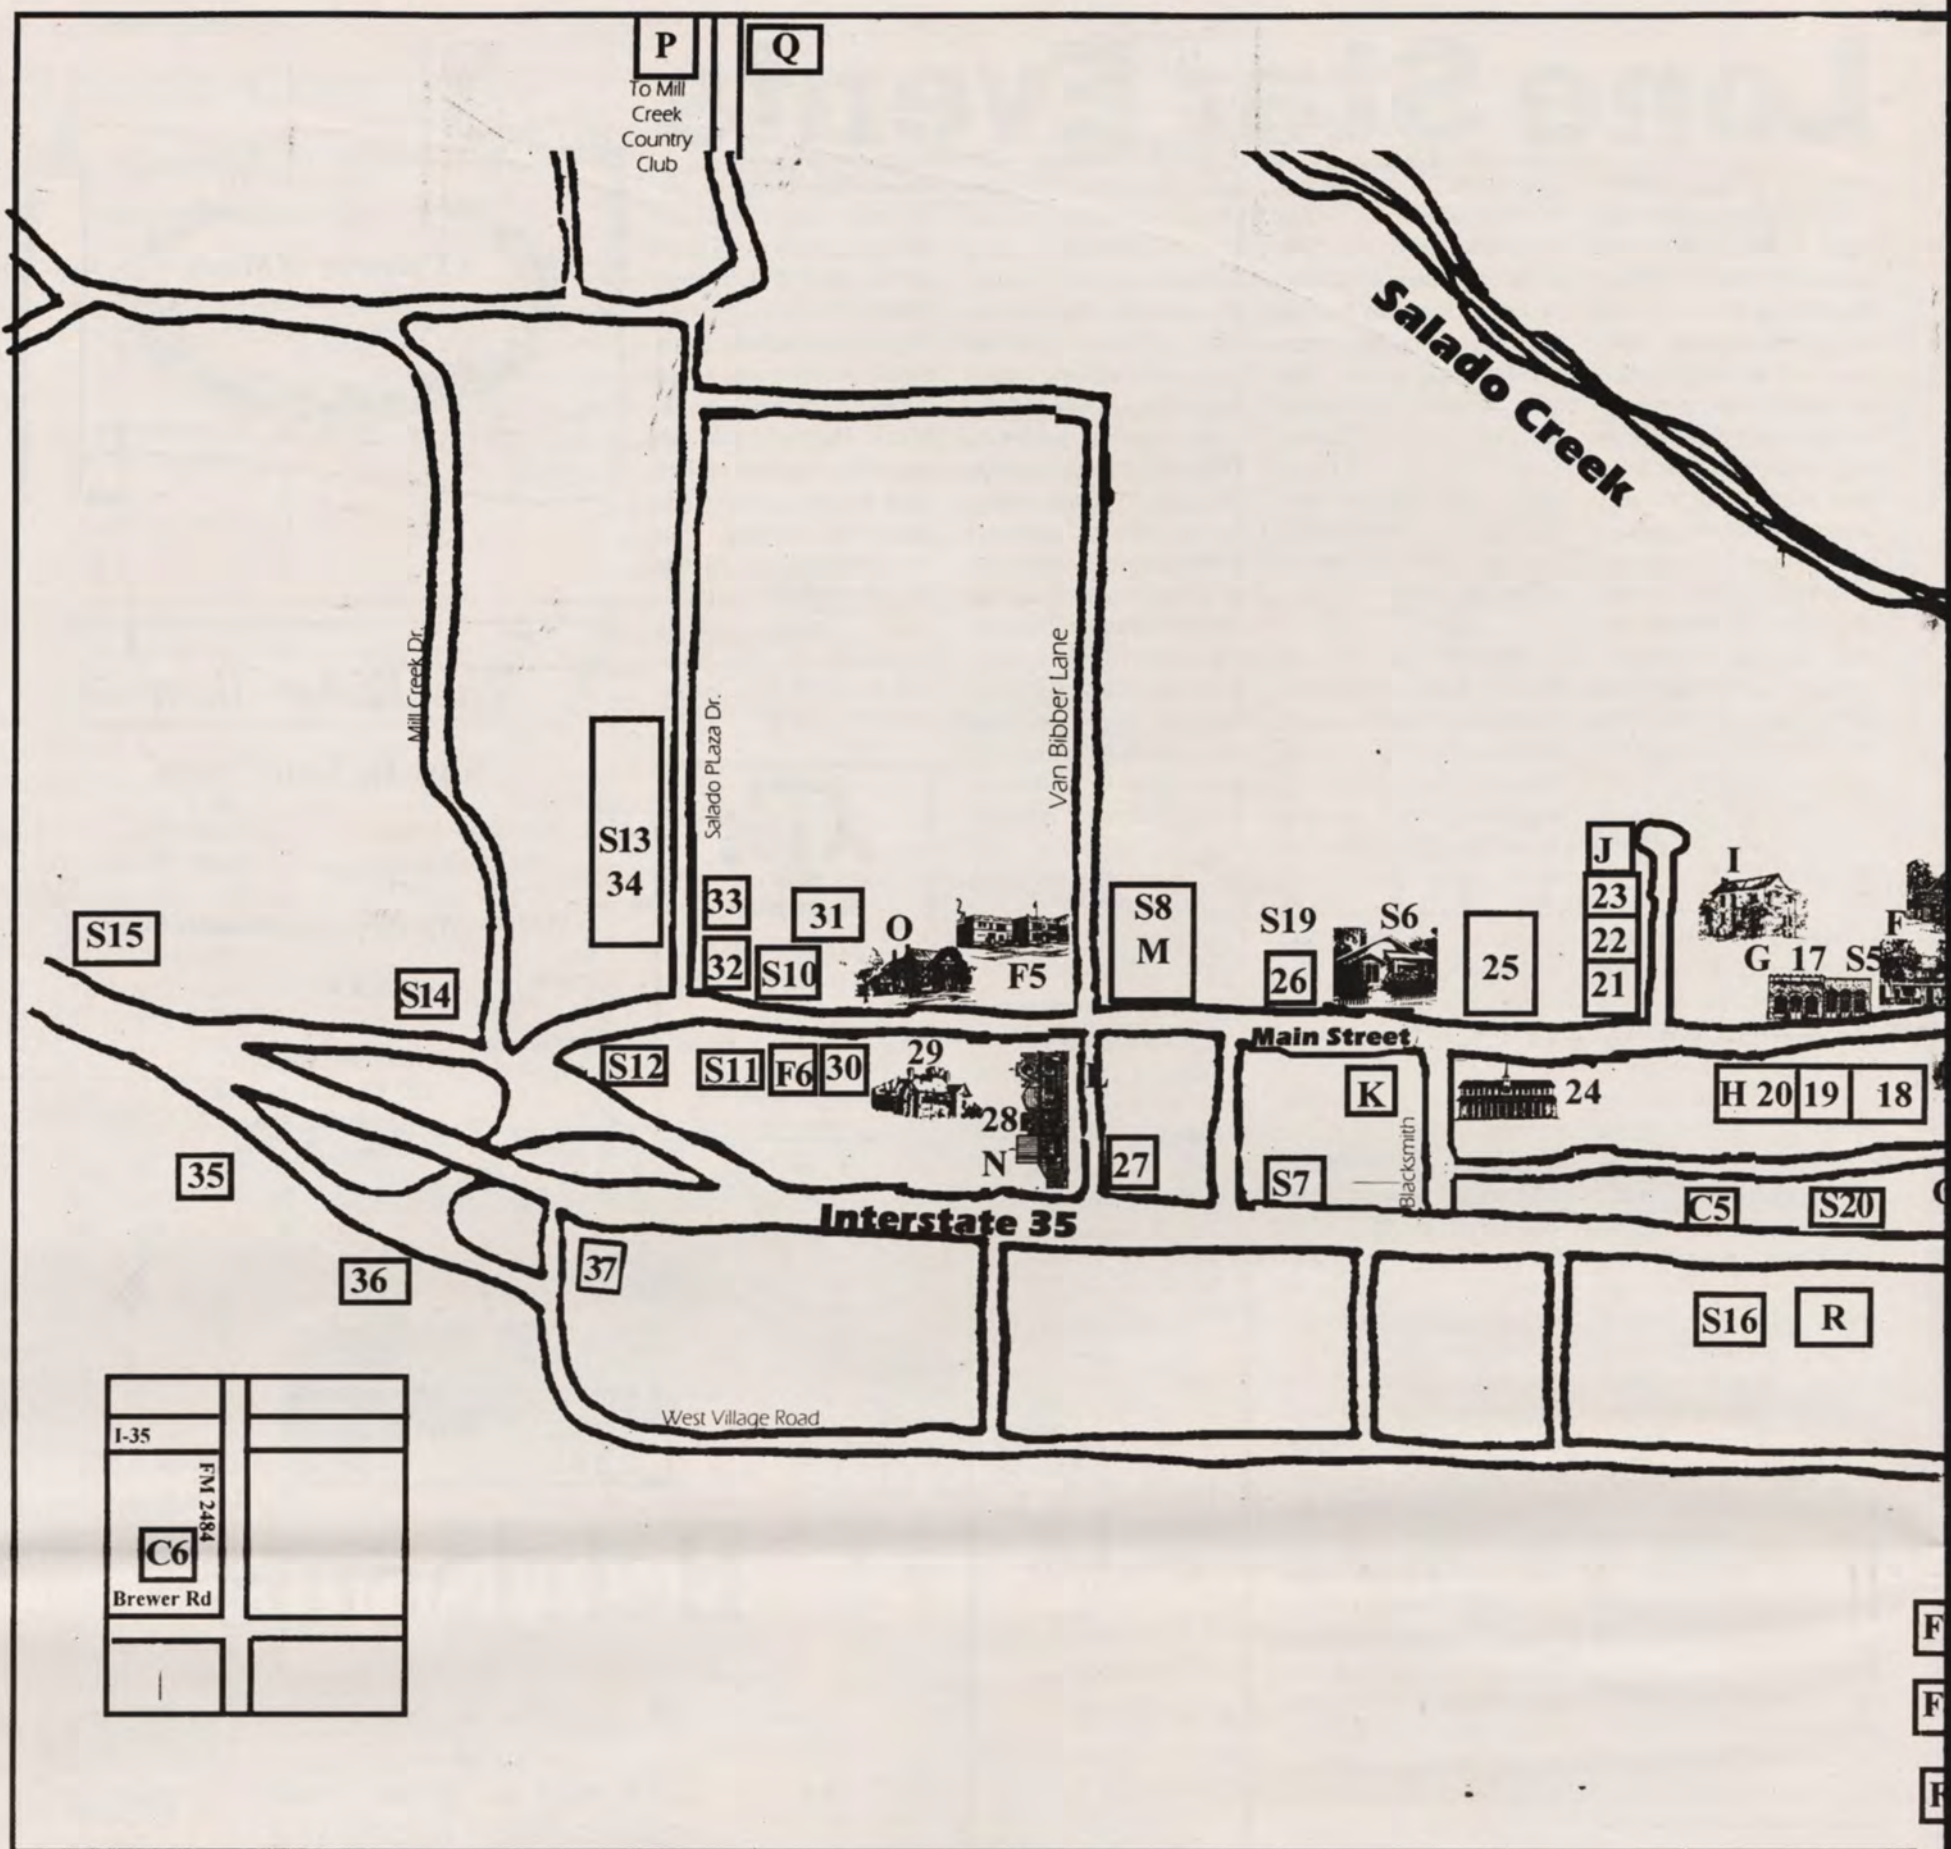 P
Q
To Mill
Creek
Country
Club
Salado Creek
Mill Creek Dr.
Salado PLaza Dr.
Van Bibber Lane
S13
34
33
31
32
S10
O
F5
S8
M
S19
26
S6
25
J
23
22
21
I
F
G 17 S5
S15
S14
Main Street
S12
S11
F6
30
29
28
N
L
27
K
S7
Blacksmith
24
H 20
19
18
C5
S20
35
36
37
Interstate 35
S16
R
West Village Road
I-35
FM 2484
C6
Brewer Rd
F
F